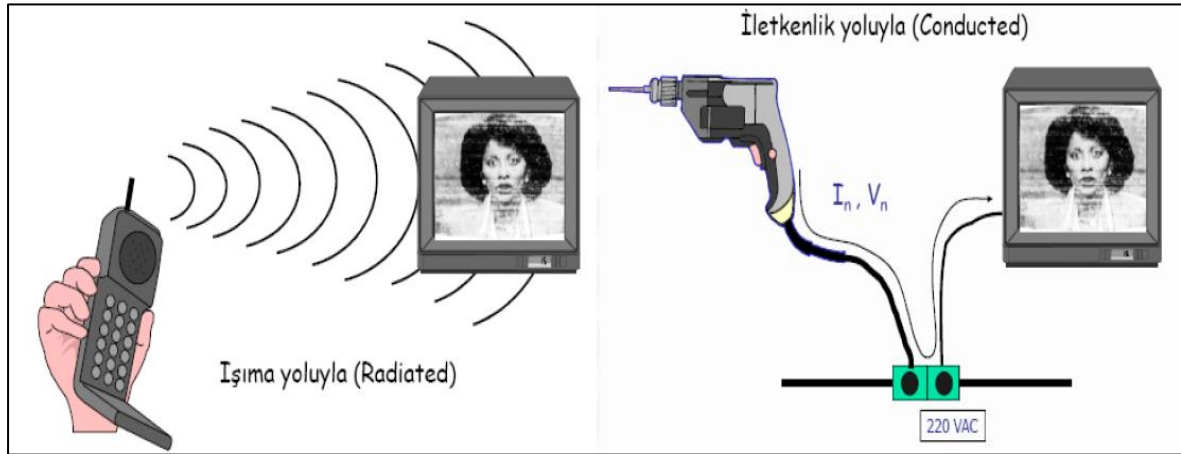 Işıma yoluyla (Radiated)
İletkenlik yoluyla (Conducted)
Iₙ , Vₙ
220 VAC